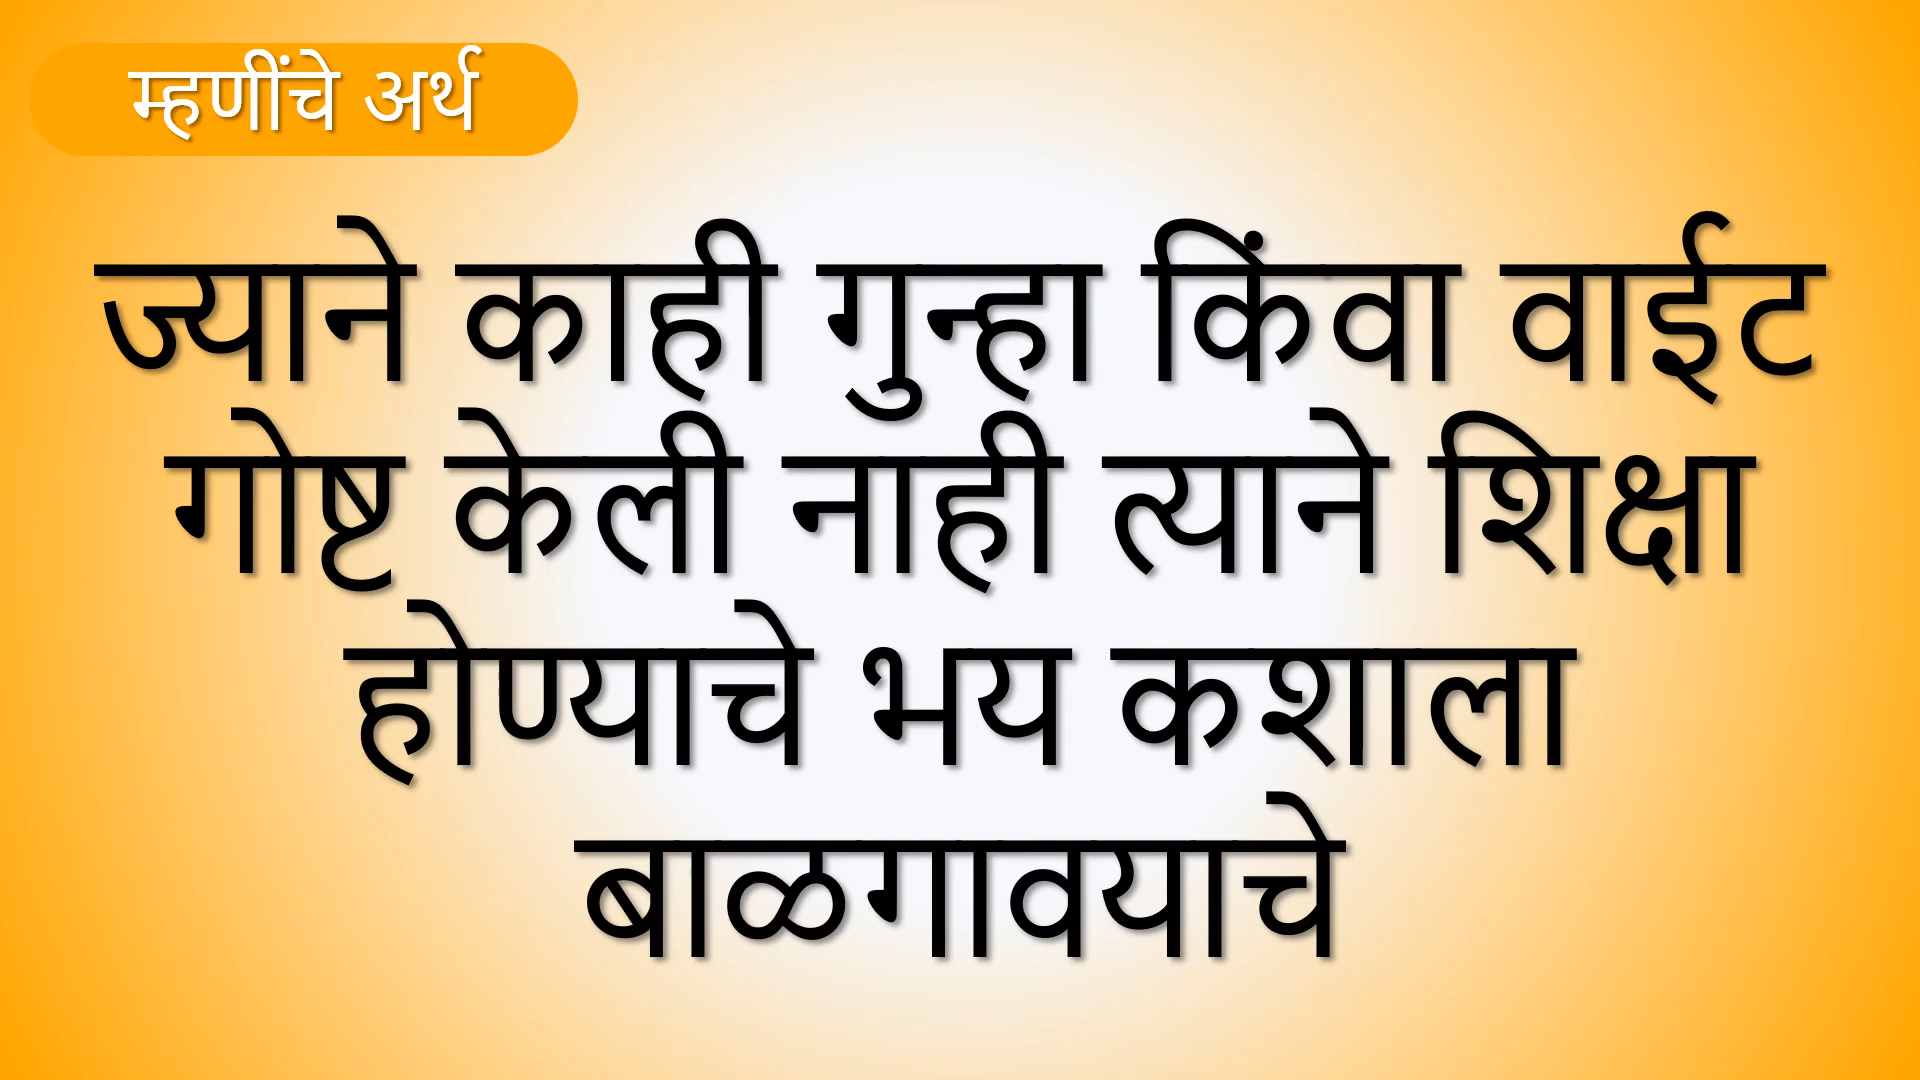 म्हणींचे अर्थ
ज्याने काही गुन्हा किंवा वाईट
गोष्ट केली नाही त्याने शिक्षा
होण्याचे भय कशाला
बाळगावयाचे